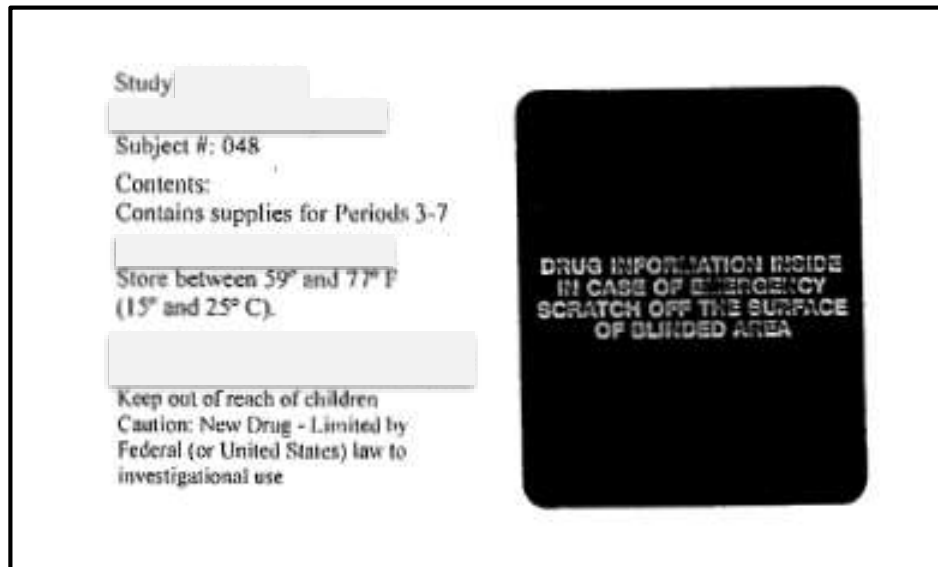 Study
Subject #: 048
Contents:
Contains supplies for Periods 3-7
Store between 59° and 77° F
(15° and 25° C).
Keep out of reach of children
Caution: New Drug - Limited by
Federal (or United States) law to
investigational use
DRUG INFORMATION INSIDE
IN CASE OF EMERGENCY
SCRATCH OFF THE SURFACE
OF BLINDED AREA